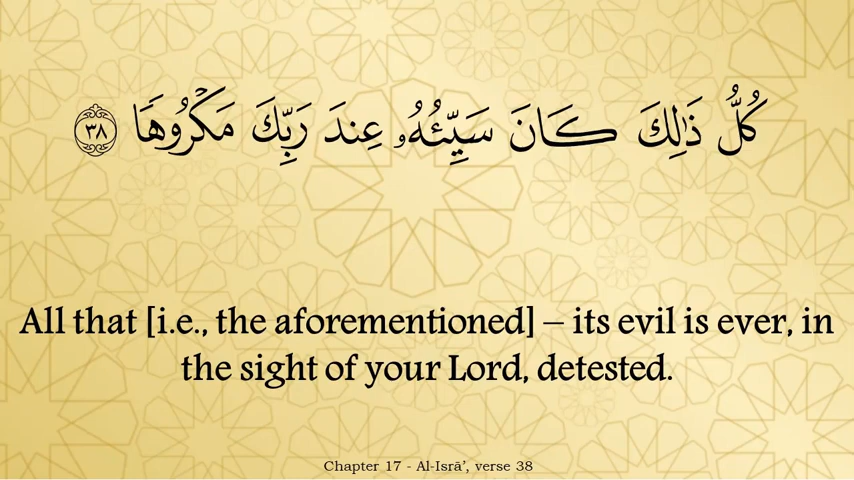 كُلُّ ذَٰلِكَ كَانَ سَيِّئُهُۥ عِندَ رَبِّكَ مَكْرُوهًا ٣٨
All that [i.e., the aforementioned] – its evil is ever, in
the sight of your Lord, detested.
Chapter 17 - Al-Isrā’, verse 38